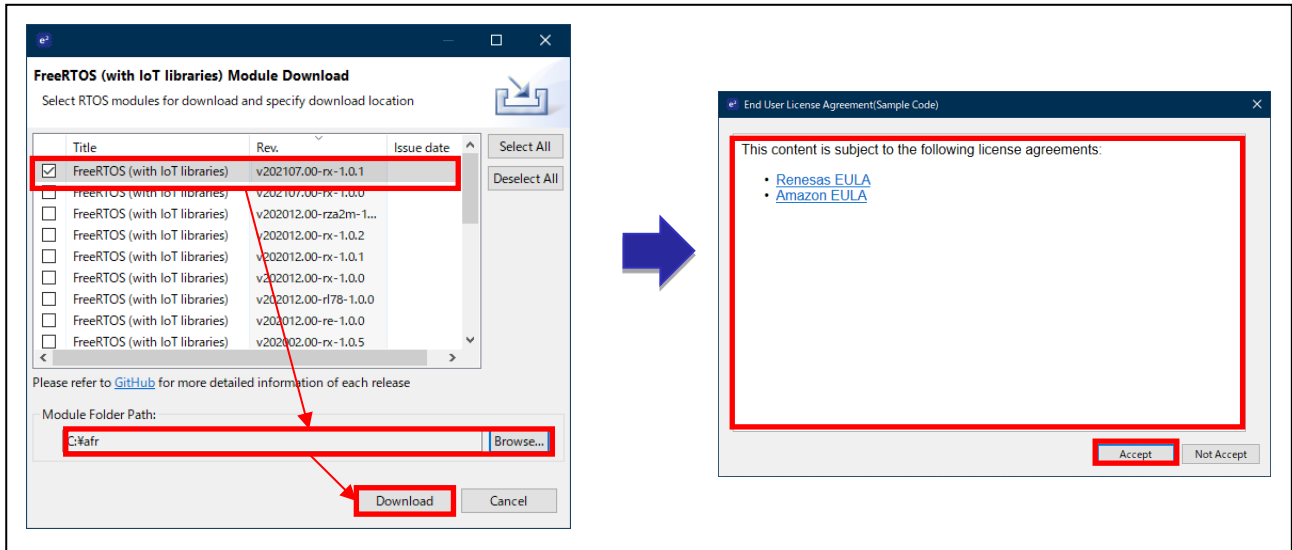 e²
FreeRTOS (with IoT libraries) Module Download
Select RTOS modules for download and specify download location
Title Rev. Issue date
FreeRTOS (with IoT libraries) v202107.00-rx-1.0.1
FreeRTOS (with IoT libraries) v202107.00-rx-1.0.0
FreeRTOS (with IoT libraries) v202012.00-rza2m-1...
FreeRTOS (with IoT libraries) v202012.00-rx-1.0.2
FreeRTOS (with IoT libraries) v202012.00-rx-1.0.1
FreeRTOS (with IoT libraries) v202012.00-rx-1.0.0
FreeRTOS (with IoT libraries) v202012.00-rl78-1.0.0
FreeRTOS (with IoT libraries) v202012.00-re-1.0.0
FreeRTOS (with IoT libraries) v202002.00-rx-1.0.5
Select All
Deselect All
Please refer to GitHub for more detailed information of each release
Module Folder Path:
C:¥afr Browse...
Download Cancel
e² End User License Agreement(Sample Code)
This content is subject to the following license agreements:
• Renesas EULA
• Amazon EULA
Accept Not Accept